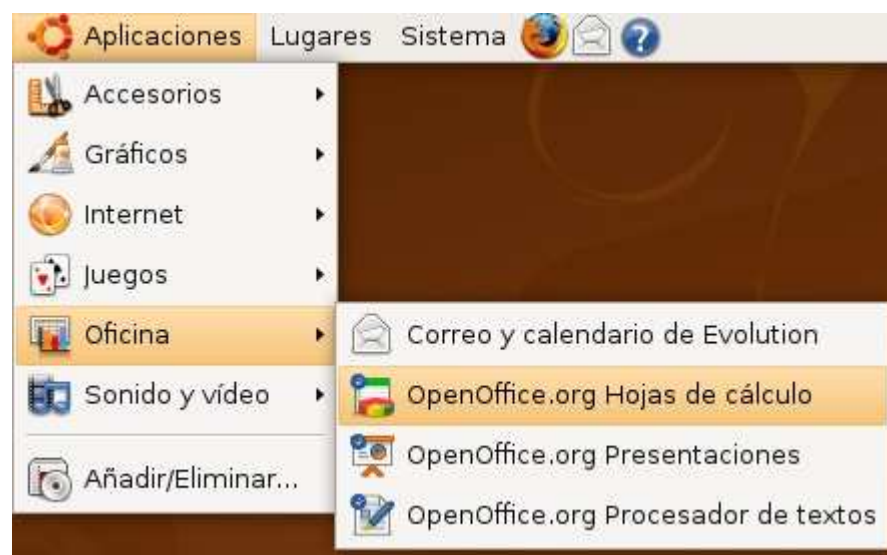 Aplicaciones Lugares Sistema
Accesorios
Gráficos
Internet
Juegos
Oficina
Sonido y vídeo
Añadir/Eliminar...
Correo y calendario de Evolution
OpenOffice.org Hojas de cálculo
OpenOffice.org Presentaciones
OpenOffice.org Procesador de textos